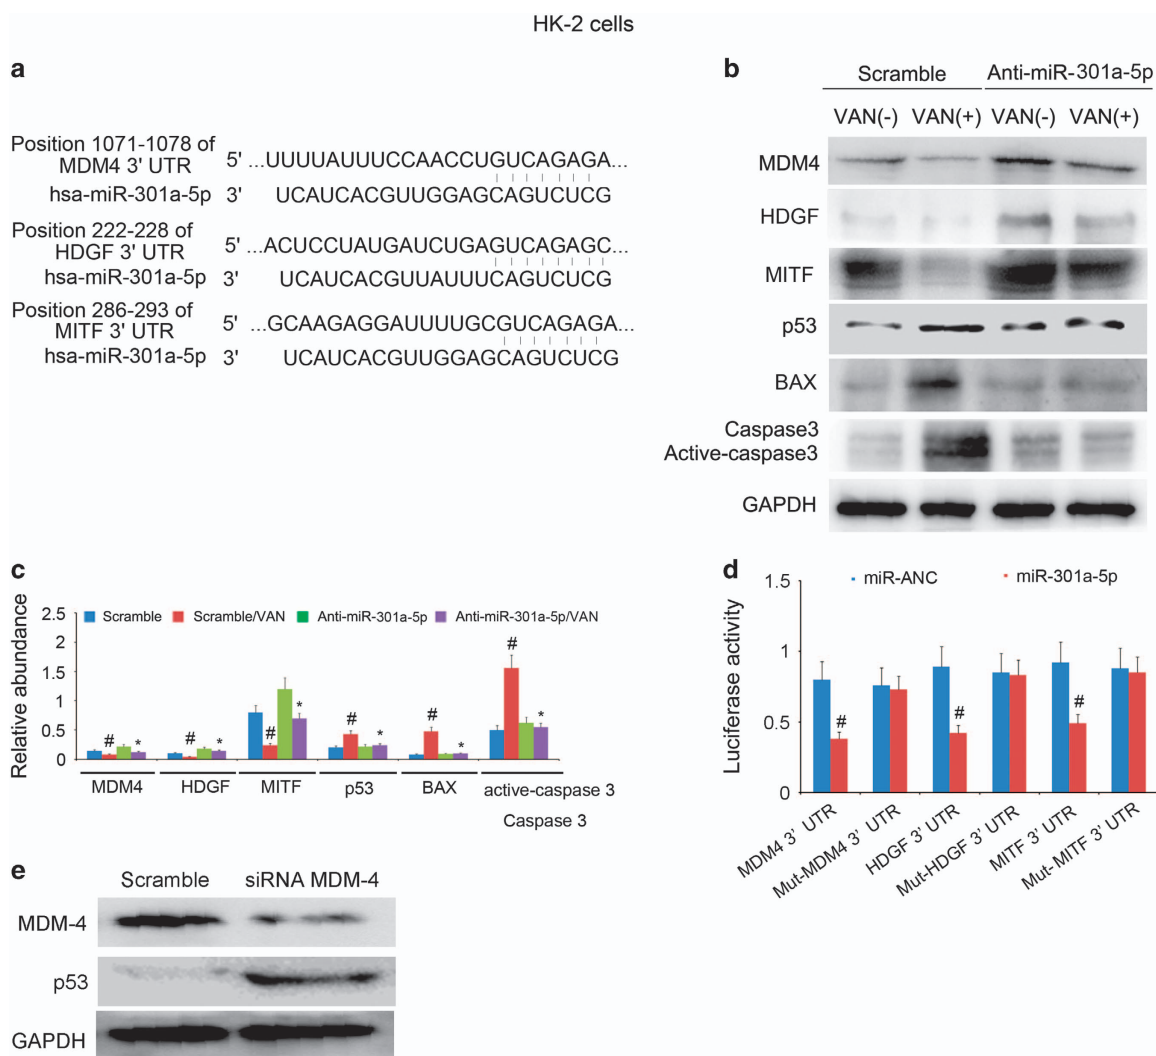 HK-2 cells
a
Position 1071-1078 of
MDM4 3' UTR
5' ...UUUUAUUUCCAACCUGUCAGAGA...
hsa-miR-301a-5p 3' UCAUCACGUUGGAGCAGUCUCG
Position 222-228 of
HDGF 3' UTR
5' ...ACUCCUAUGAUCUGAGUCAGAGC...
hsa-miR-301a-5p 3' UCAUCACGUUAUUUCAGUCUCG
Position 286-293 of
MITF 3' UTR
5' ...GCAAGAGGAUUUUGCGUCAGAGA...
hsa-miR-301a-5p 3' UCAUCACGUUGGAGCAGUCUCG
b
Scramble Anti-miR-301a-5p
VAN(-) VAN(+) VAN(-) VAN(+)
MDM4
HDGF
MITF
p53
BAX
Caspase3
Active-caspase3
GAPDH
c
Relative abundance
Scramble Scramble/VAN Anti-miR-301a-5p Anti-miR-301a-5p/VAN
2.5
2
1.5
1
0.5
0
# * # * # * # * # * # *
MDM4 HDGF MITF p53 BAX active-caspase 3
Caspase 3
d
miR-ANC miR-301a-5p
Luciferase activity
1.5
1
0.5
0
# # #
MDM4 3' UTR
Mut-MDM4 3' UTR
HDGF 3' UTR
Mut-HDGF 3' UTR
MITF 3' UTR
Mut- MITF 3' UTR
e
Scramble siRNA MDM-4
MDM-4
p53
GAPDH